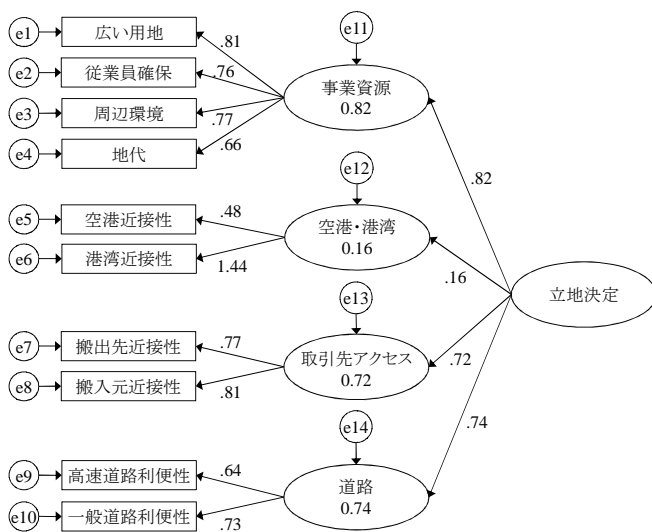 e1
広い用地
.81
e2
従業員確保
.76
e3
周辺環境
.77
e4
地代
.66
e11
事業資源
0.82
.82
e5
空港近接性
.48
e6
港湾近接性
1.44
e12
空港・港湾
0.16
.16
立地決定
e7
搬出先近接性
.77
e8
搬入元近接性
.81
e13
取引先アクセス
0.72
.72
e9
高速道路利便性
.64
e10
一般道路利便性
.73
e14
道路
0.74
.74